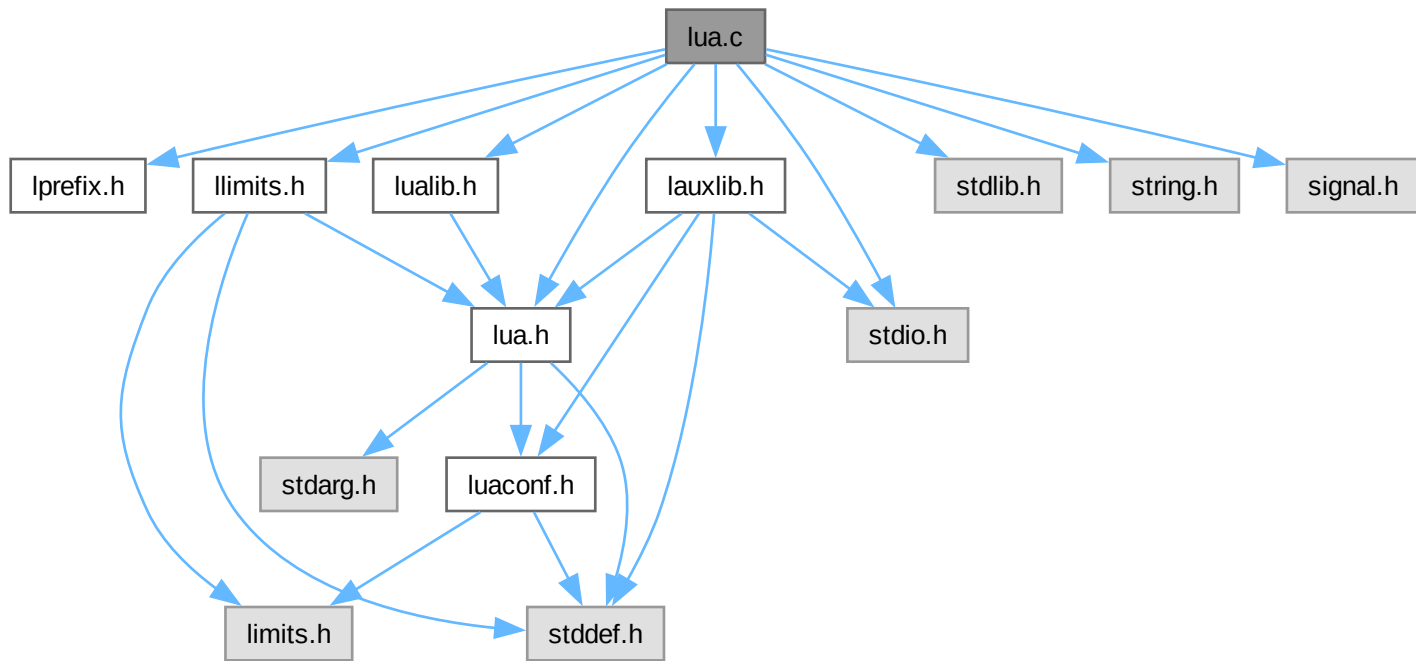 lua.c
lprefix.h
llimits.h
lualib.h
lauxlib.h
stdlib.h
string.h
signal.h
lua.h
stdio.h
stdarg.h
luaconf.h
limits.h
stddef.h